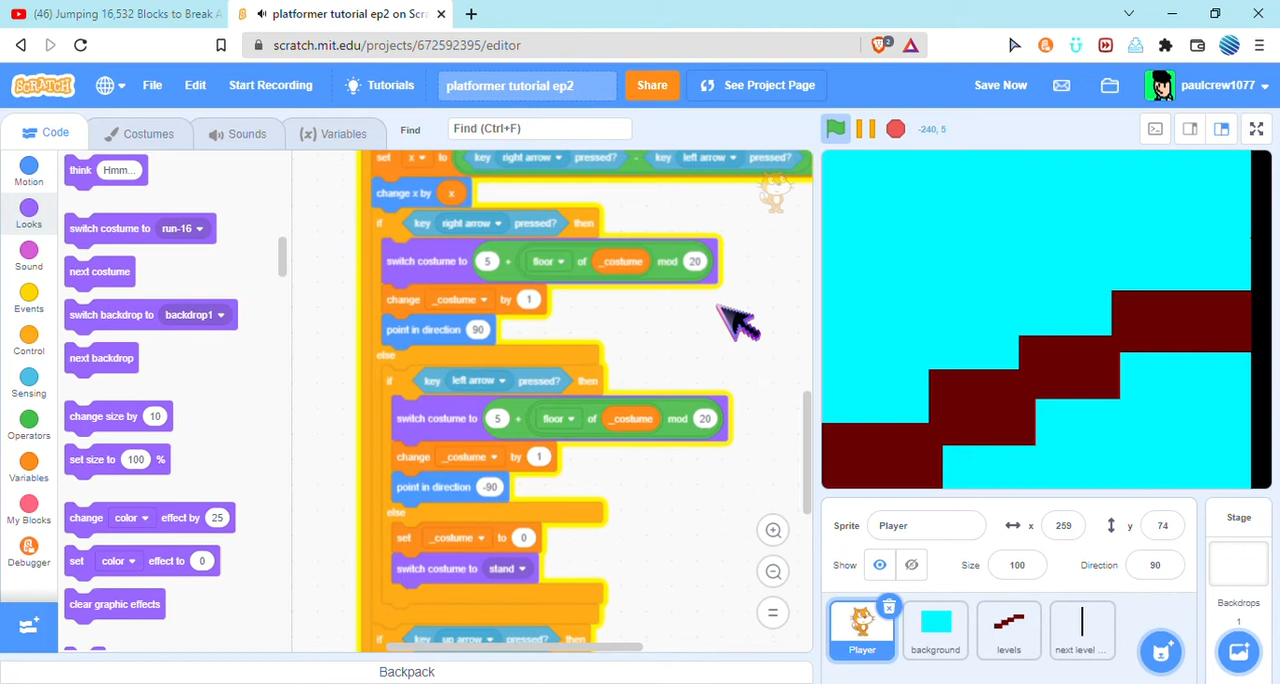 (46) Jumping 16,532 Blocks to Break A
platformer tutorial ep2 on Scra
scratch.mit.edu/projects/672592395/editor
2
SCRATCH
File
Edit
Start Recording
Tutorials
platformer tutorial ep2
Share
See Project Page
Save Now
paulcrew1077
Code
Costumes
Sounds
(x) Variables
Find
Find (Ctrl+F)
-240, 5
Motion
Looks
Sound
Events
Control
Sensing
Operators
Variables
My Blocks
Debugger
think Hmm...
switch costume to run-16
next costume
switch backdrop to backdrop1
next backdrop
change size by 10
set size to 100 %
change color effect by 25
set color effect to 0
clear graphic effects
set x to key right arrow pressed? - key left arrow pressed?
change x by x
if key right arrow pressed? then
switch costume to 5 + floor of _costume mod 20
change _costume by 1
point in direction 90
else
if key left arrow pressed? then
switch costume to 5 + floor of _costume mod 20
change _costume by 1
point in direction -90
else
set _costume to 0
switch costume to stand
if key up arrow pressed? then
Backpack
Sprite Player
x 259
y 74
Show
Size 100
Direction 90
Player
background
levels
next level ...
Stage
Backdrops
1